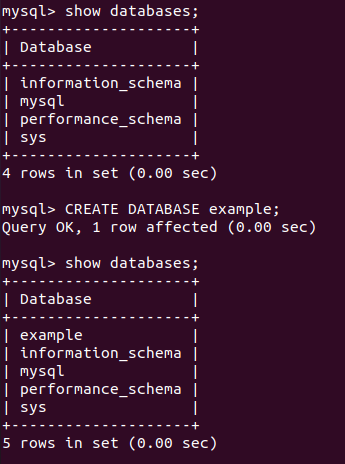 mysql> show databases;
+--------------------+
| Database           |
+--------------------+
| information_schema |
| mysql              |
| performance_schema |
| sys                |
+--------------------+
4 rows in set (0.00 sec)

mysql> CREATE DATABASE example;
Query OK, 1 row affected (0.00 sec)

mysql> show databases;
+--------------------+
| Database           |
+--------------------+
| example            |
| information_schema |
| mysql              |
| performance_schema |
| sys                |
+--------------------+
5 rows in set (0.00 sec)